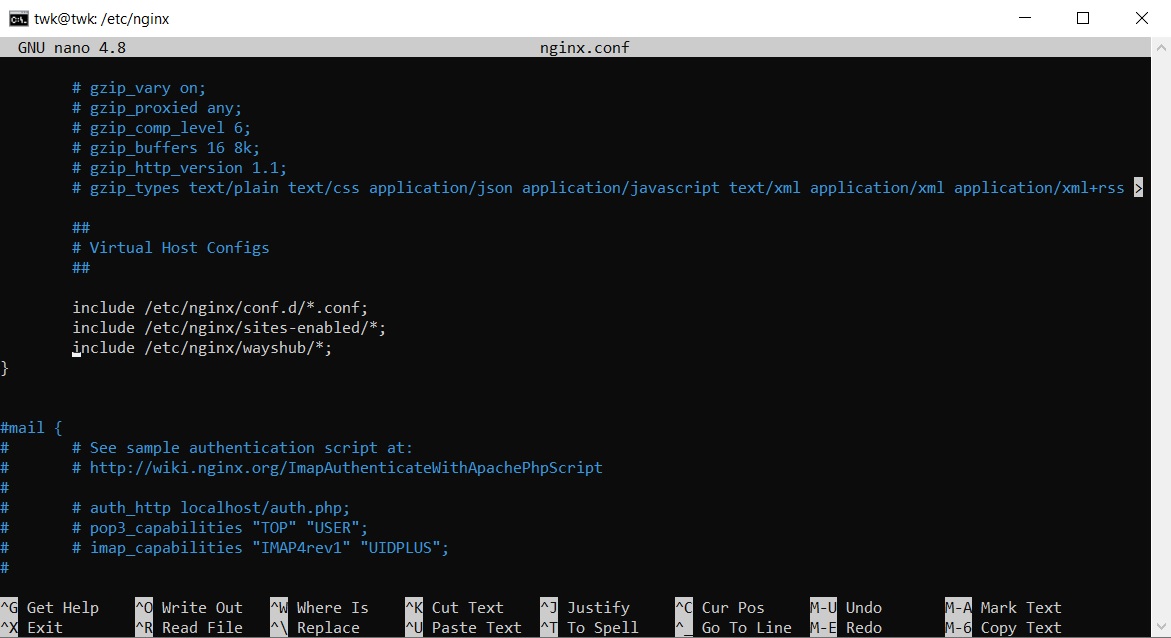 twk@twk: /etc/nginx
GNU nano 4.8 nginx.conf
# gzip_vary on;
# gzip_proxied any;
# gzip_comp_level 6;
# gzip_buffers 16 8k;
# gzip_http_version 1.1;
# gzip_types text/plain text/css application/json application/javascript text/xml application/xml application/xml+rss >
##
# Virtual Host Configs
##
include /etc/nginx/conf.d/*.conf;
include /etc/nginx/sites-enabled/*;
include /etc/nginx/wayshub/*;
}
#mail {
#       # See sample authentication script at:
#       # http://wiki.nginx.org/ImapAuthenticateWithApachePhpScript
#
#       # auth_http localhost/auth.php;
#       # pop3_capabilities "TOP" "USER";
#       # imap_capabilities "IMAP4rev1" "UIDPLUS";
#
^G Get Help ^O Write Out ^W Where Is ^K Cut Text ^J Justify ^C Cur Pos M-U Undo M-A Mark Text
^X Exit ^R Read File ^\ Replace ^U Paste Text ^T To Spell ^_ Go To Line M-E Redo M-6 Copy Text